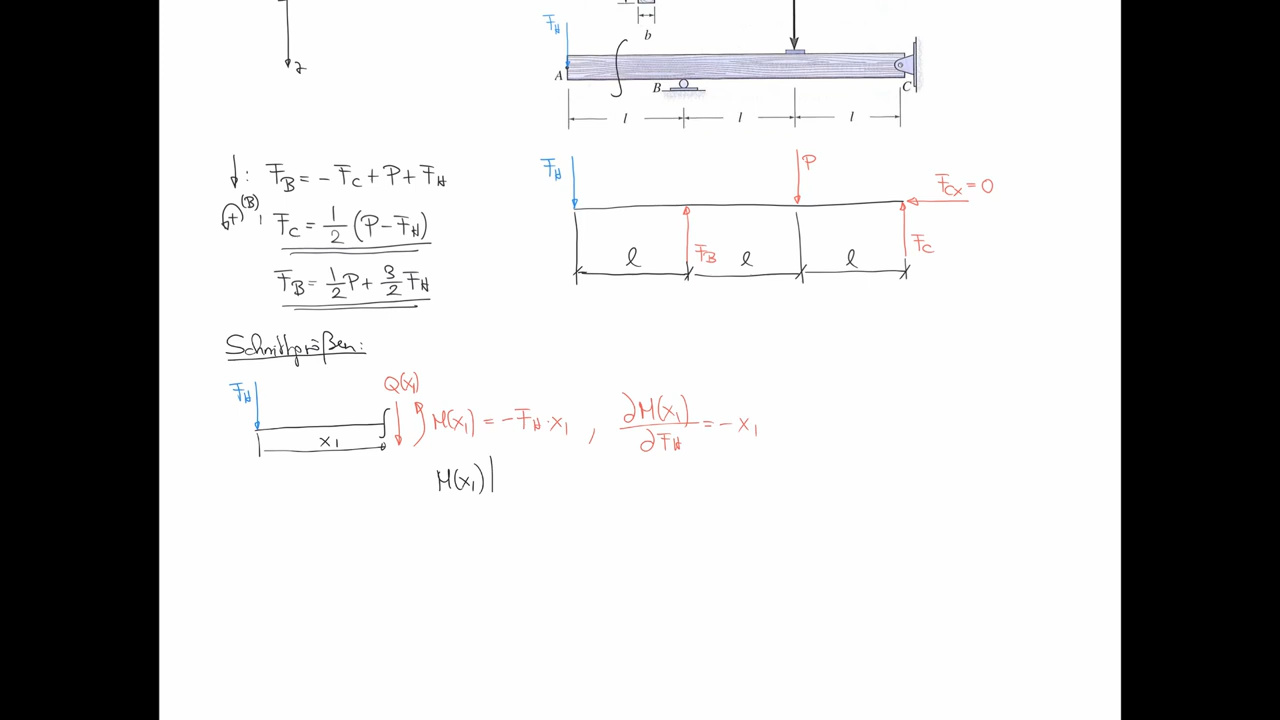 b
z
F_H
A
B
C
l l l
↓: F_B = -F_C + P + F_H
(B): F_C = 1/2 (P - F_H)
F_B = 1/2 P + 3/2 F_H
F_H
P
F_Cx = 0
F_B
F_C
l l l
Schnittgrößen:
F_H
x_1
Q(x_1)
M(x_1) = -F_H · x_1 , ∂M(x_1)/∂F_H = -x_1
M(x_1)|